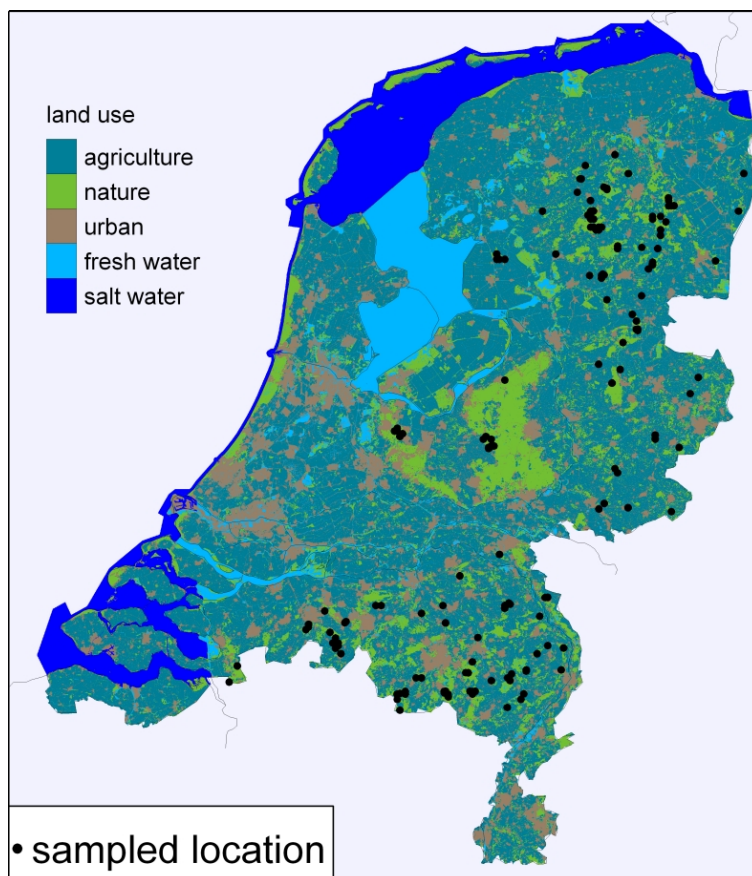 land use
agriculture
nature
urban
fresh water
salt water
• sampled location